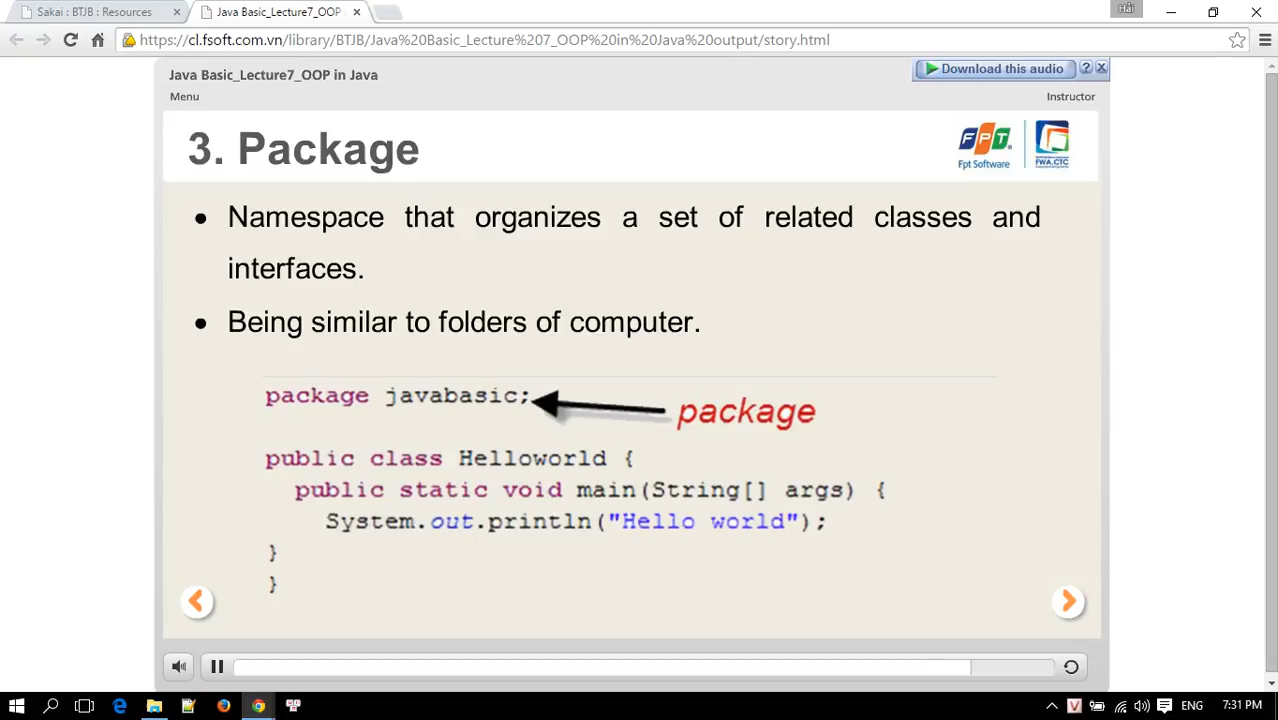 Sakai : BTJB : Resources
Java Basic_Lecture7_OOP
Hải
https://cl.fsoft.com.vn/library/BTJB/Java%20Basic_Lecture%207_OOP%20in%20Java%20output/story.html
Java Basic_Lecture7_OOP in Java
Download this audio
?
Menu
Instructor
3. Package
FPT
Fpt Software
FWA.CTC
• Namespace that organizes a set of related classes and
interfaces.
• Being similar to folders of computer.
package javabasic;
package
public class Helloworld {
public static void main(String[] args) {
System.out.println("Hello world");
}
}
ENG
7:31 PM